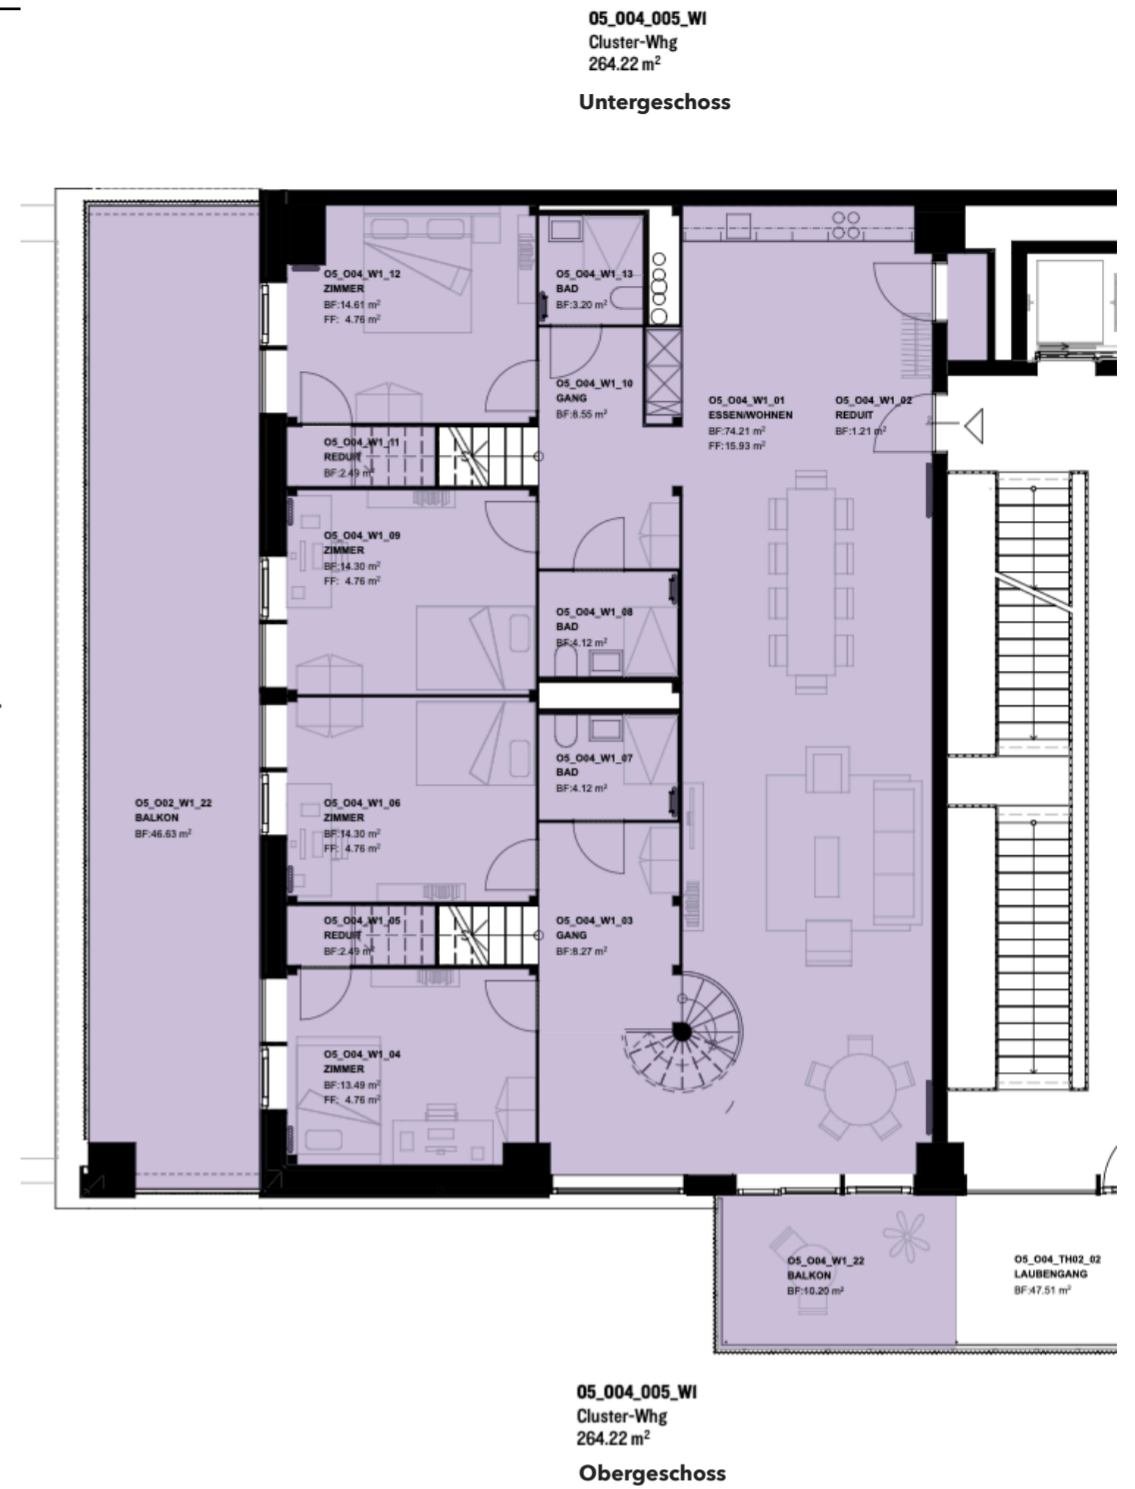 05_004_005_WI
Cluster-Whg
264.22 m²
Untergeschoss
O5_O04_W1_12
ZIMMER
BF:14.61 m²
FF: 4.76 m²
O5_O04_W1_13
BAD
BF:3.20 m²
O5_O04_W1_10
GANG
BF:8.55 m²
O5_O04_W1_01
ESSEN/WOHNEN
BF:74.21 m²
FF:15.93 m²
O5_O04_W1_02
REDUIT
BF:1.21 m²
O5_O04_W1_11
REDUIT
BF:2.49 m²
O5_O04_W1_09
ZIMMER
BF:14.30 m²
FF: 4.76 m²
O5_O04_W1_08
BAD
BF:4.12 m²
O5_O04_W1_07
BAD
BF:4.12 m²
O5_O02_W1_22
BALKON
BF:46.63 m²
O5_O04_W1_06
ZIMMER
BF:14.30 m²
FF: 4.76 m²
O5_O04_W1_05
REDUIT
BF:2.49 m²
O5_O04_W1_03
GANG
BF:8.27 m²
O5_O04_W1_04
ZIMMER
BF:13.49 m²
FF: 4.76 m²
O5_O04_W1_22
BALKON
BF:10.20 m²
O5_O04_TH02_02
LAUBENGANG
BF:47.51 m²
05_004_005_WI
Cluster-Whg
264.22 m²
Obergeschoss